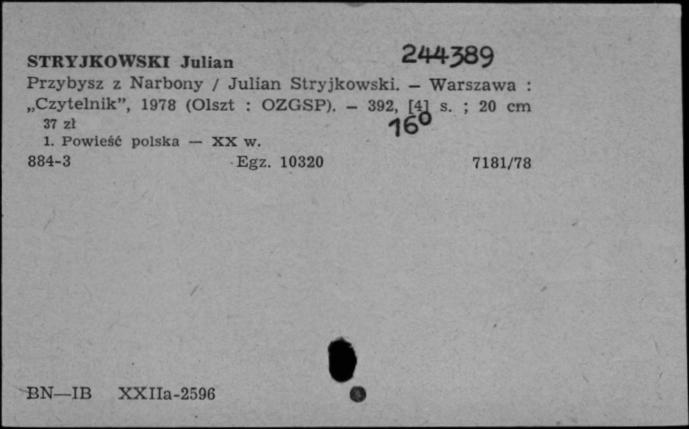 STRYJKOWSKI Julian 244389
Przybysz z Narbony / Julian Stryjkowski. — Warszawa :
„Czytelnik”, 1978 (Olszt : OZGSP). — 392, [4] s. ; 20 cm
37 zł 16º
1. Powieść polska — XX w.
884-3 Egz. 10320 7181/78
BN—IB XXIIa-2596